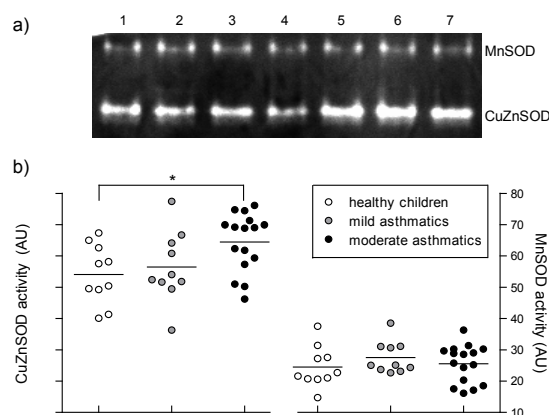 a)
1 2 3 4 5 6 7
MnSOD
CuZnSOD
b)
*
CuZnSOD activity (AU)
healthy children
mild asthmatics
moderate asthmatics
80
70
60
50
40
30
20
10
MnSOD activity (AU)